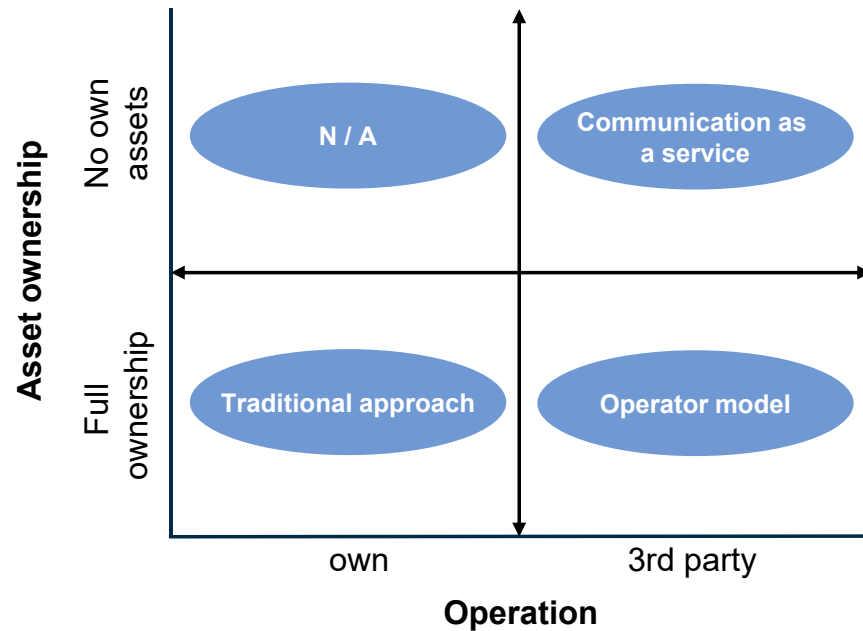 Asset ownership
No own
assets
Full
ownership
N / A
Communication as
a service
Traditional approach
Operator model
own
3rd party
Operation